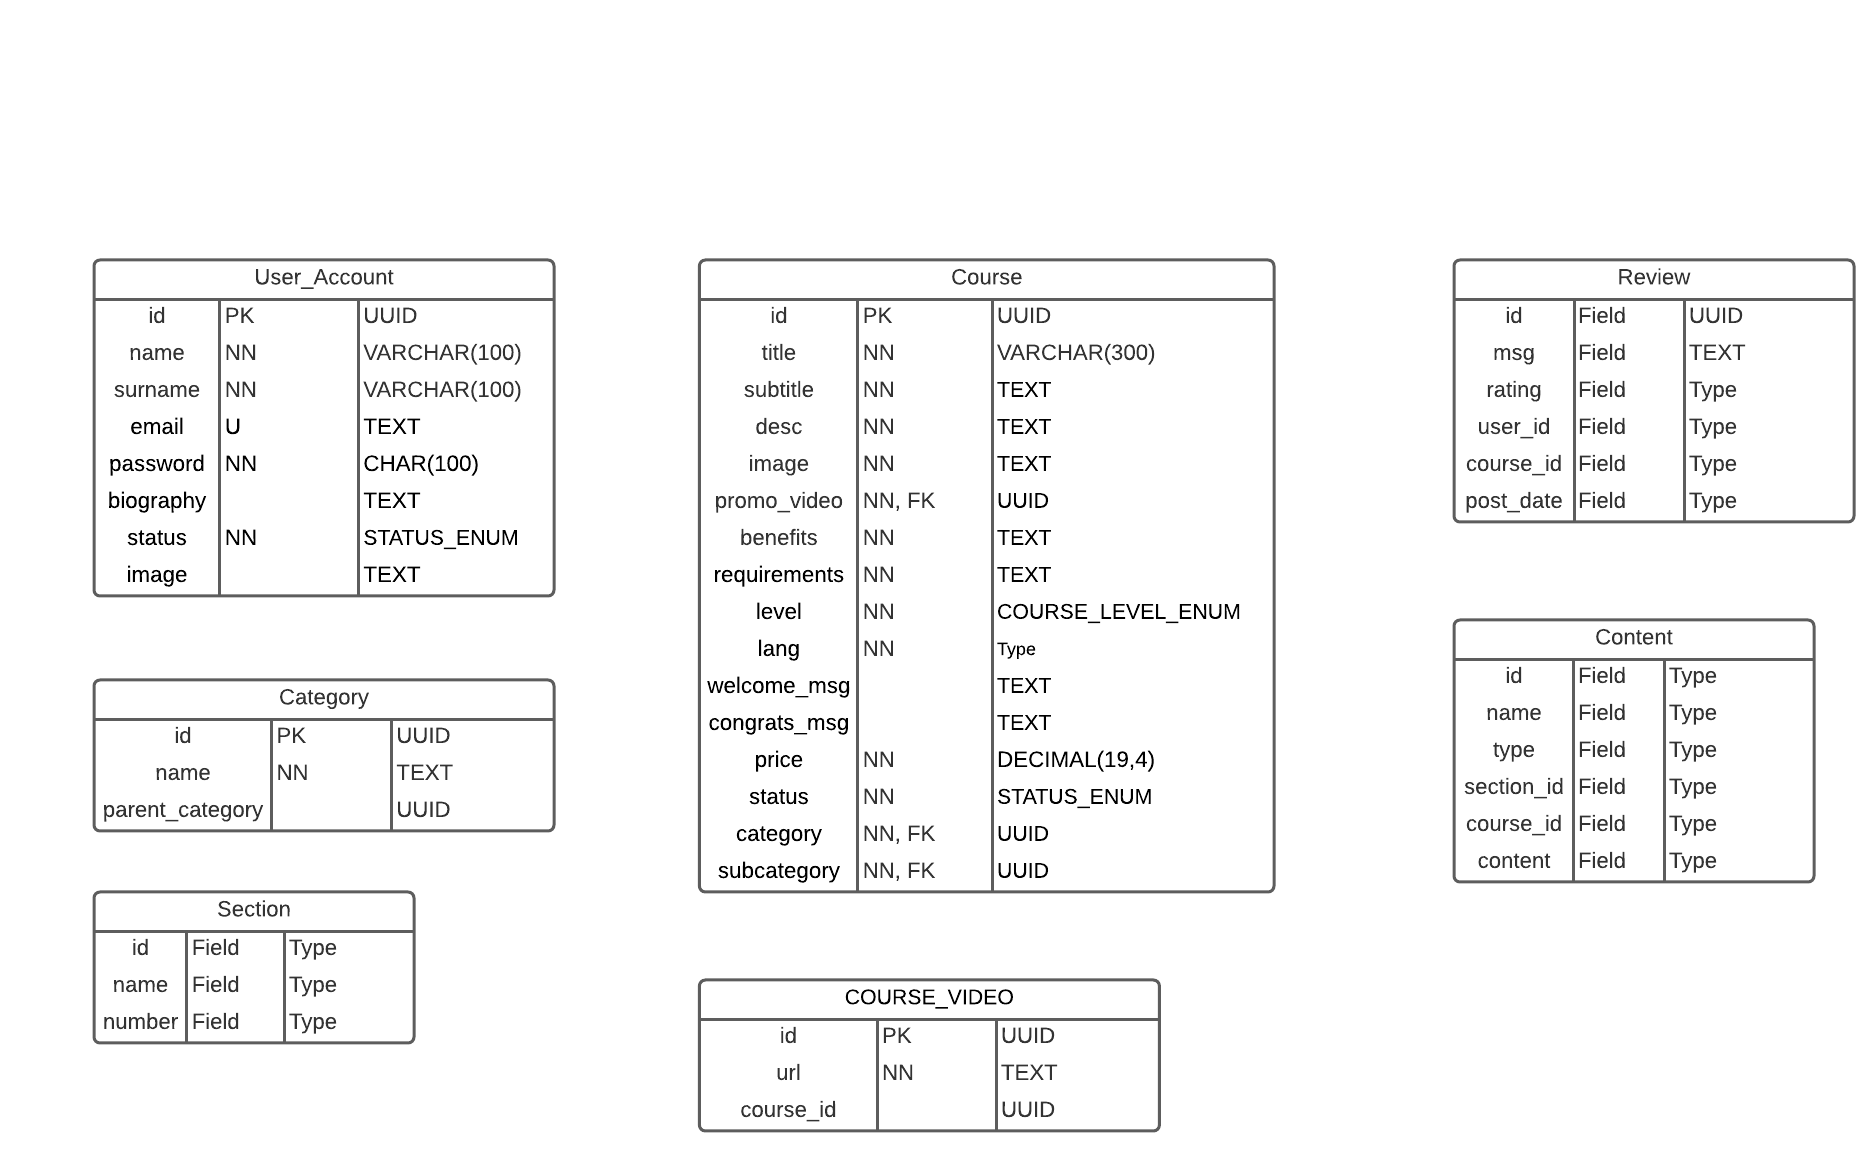 User_Account
id PK UUID
name NN VARCHAR(100)
surname NN VARCHAR(100)
email U TEXT
password NN CHAR(100)
biography TEXT
status NN STATUS_ENUM
image TEXT
Category
id PK UUID
name NN TEXT
parent_category UUID
Section
id Field Type
name Field Type
number Field Type
Course
id PK UUID
title NN VARCHAR(300)
subtitle NN TEXT
desc NN TEXT
image NN TEXT
promo_video NN, FK UUID
benefits NN TEXT
requirements NN TEXT
level NN COURSE_LEVEL_ENUM
lang NN Type
welcome_msg TEXT
congrats_msg TEXT
price NN DECIMAL(19,4)
status NN STATUS_ENUM
category NN, FK UUID
subcategory NN, FK UUID
COURSE_VIDEO
id PK UUID
url NN TEXT
course_id UUID
Review
id Field UUID
msg Field TEXT
rating Field Type
user_id Field Type
course_id Field Type
post_date Field Type
Content
id Field Type
name Field Type
type Field Type
section_id Field Type
course_id Field Type
content Field Type